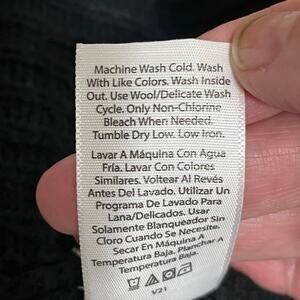 Machine Wash Cold. Wash
With Like Colors. Wash Inside
Out. Use Wool/Delicate Wash
Cycle. Only Non-Chlorine
Bleach When Needed.
Tumble Dry Low. Low Iron.
Lavar A Máquina Con Agua
Fría. Lavar Con Colores
Similares. Voltear Al Revés
Antes Del Lavado. Utilizar Un
Programa De Lavado Para
Lana/Delicados. Usar
Solamente Blanqueador Sin
Cloro Cuando Se Necesite.
Secar En Máquina A
Temperatura Baja. Planchar A
Temperatura Baja.
V21